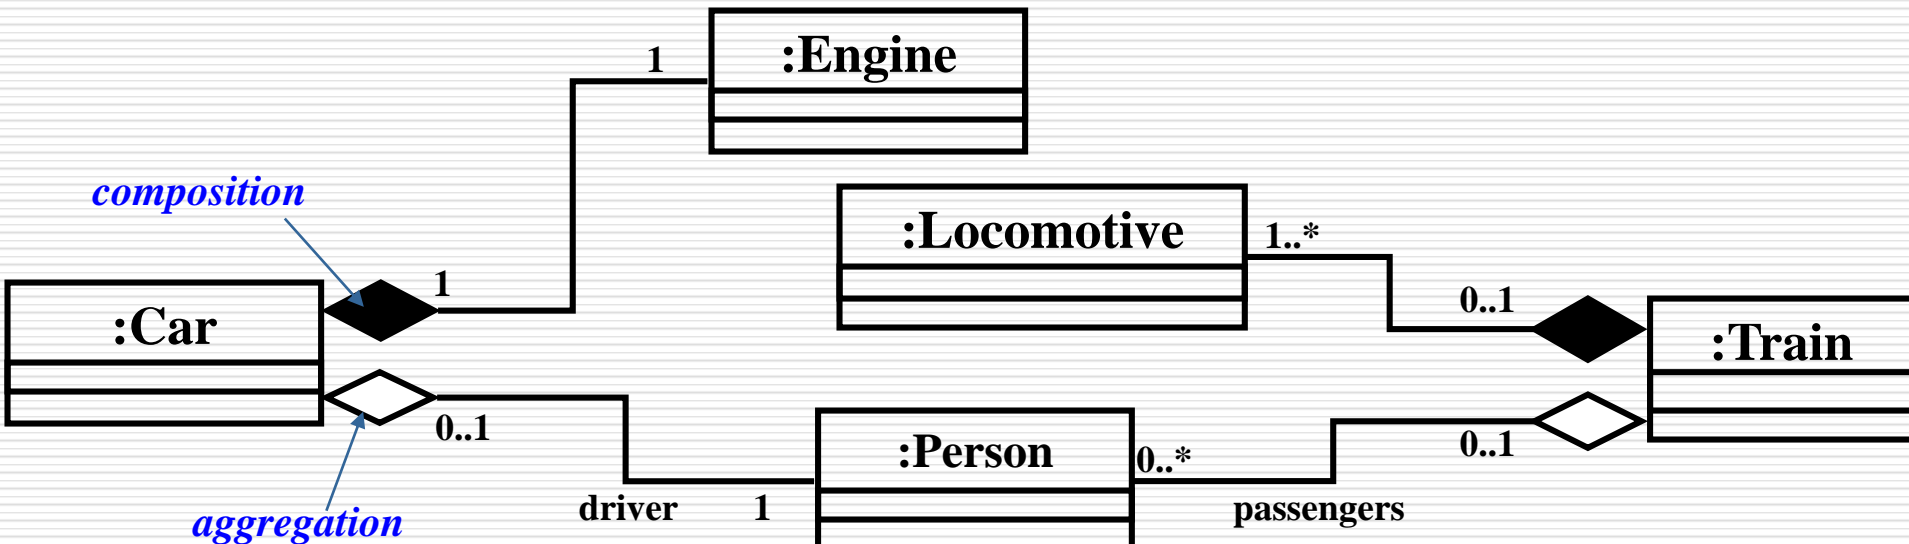 :Engine
1
composition
:Locomotive
1..*
1
0..1
:Car
:Train
0..1
0..1
:Person
0..*
driver
1
passengers
aggregation